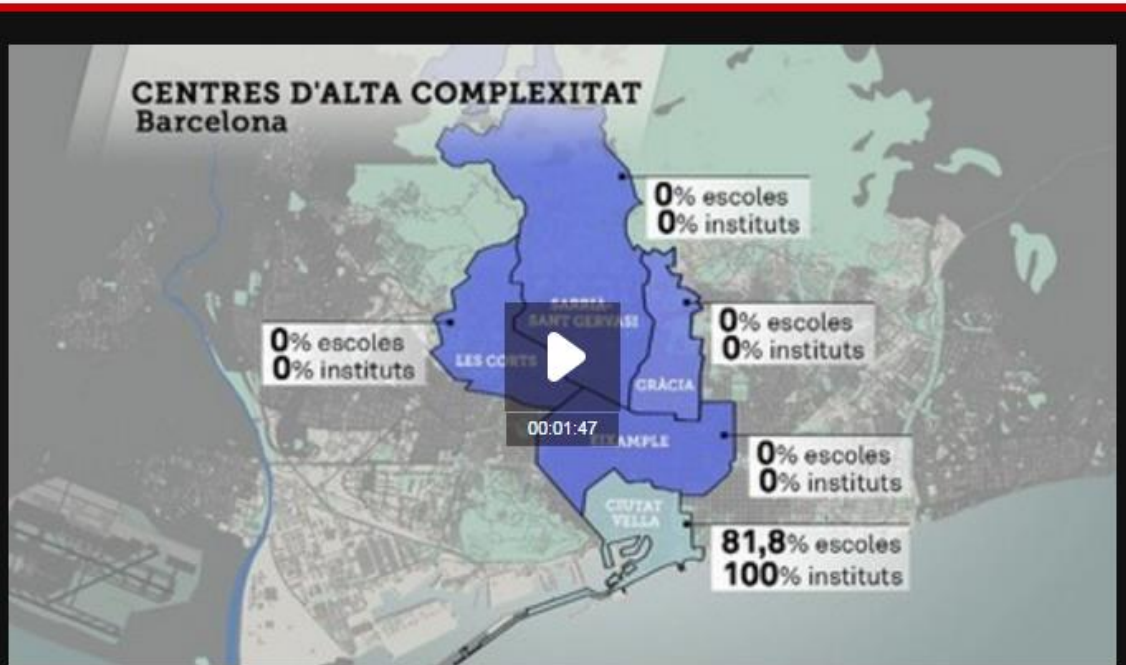 CENTRES D'ALTA COMPLEXITAT
Barcelona
0% escoles
0% instituts
SARRIÀ-
SANT GERVASI
0% escoles
0% instituts
0% escoles
0% instituts
LES CORTS
GRÀCIA
00:01:47
EIXAMPLE
0% escoles
0% instituts
CIUTAT
VELLA
81,8% escoles
100% instituts